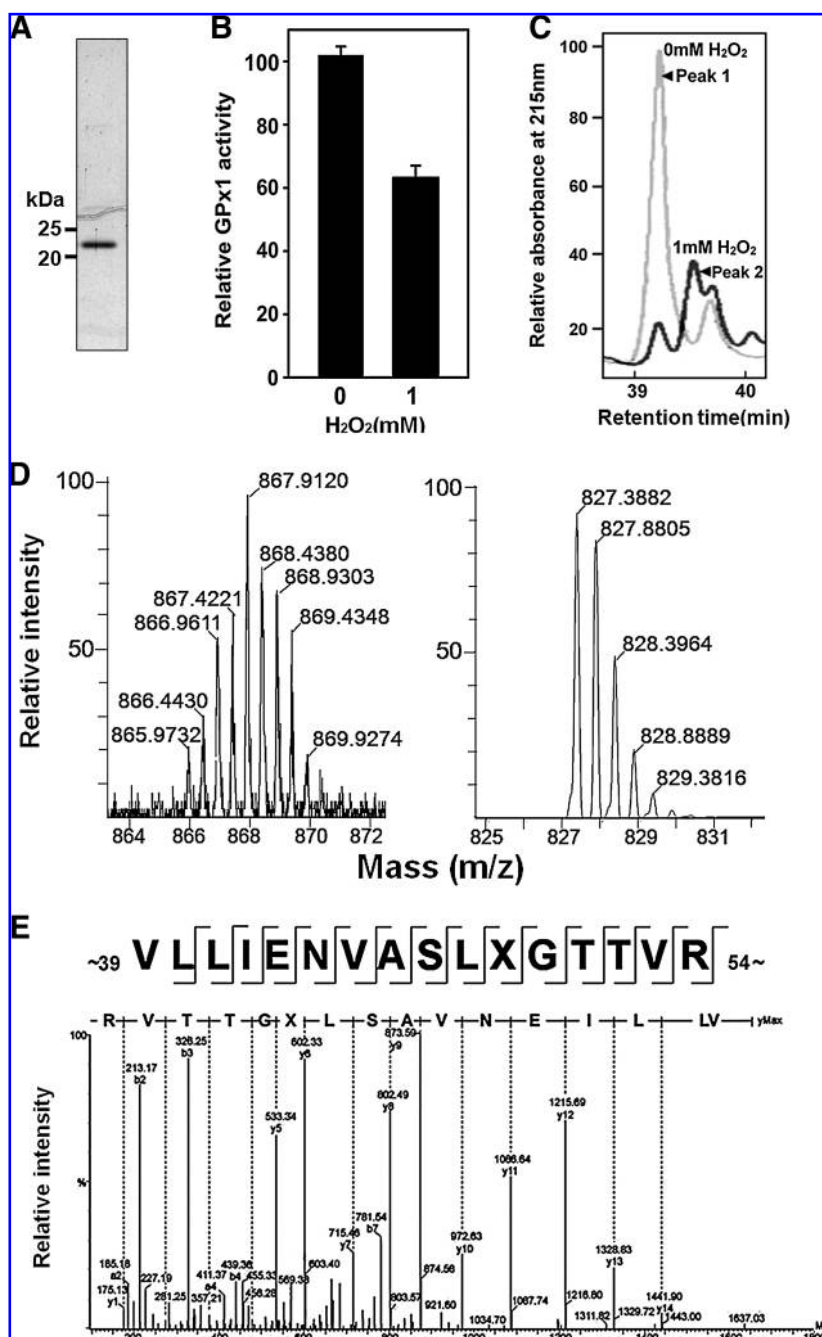 A
kDa
25
20
B
Relative GPx1 activity
100
80
60
40
20
0
0 1
H₂O₂(mM)
C
Relative absorbance at 215nm
100
80
60
40
20
0mM H₂O₂
Peak 1
1mM H₂O₂
Peak 2
39 40
Retention time(min)
D
Relative intensity
100
50
867.9120
868.4380
868.9303
867.4221
866.9611
869.4348
866.4430
865.9732
869.9274
864 866 868 870 872
100
50
827.3882
827.8805
828.3964
828.8889
829.3816
825 827 829 831
Mass (m/z)
E
~39 V L L I E N V A S L X G T T V R 54~
R V T T G X L S A V N E I L LV yMax
Relative intensity
100
%
213.17
b2
326.25
b3
602.33
y6
873.59
y9
802.49
y8
533.34
y5
1215.69
y12
1086.64
y11
781.54
b7
715.46
y7
972.63
y10
1328.83
y13
185.18
a2
175.13
y1
227.19
281.25
357.21
411.37
a4
439.36
b4
455.33
456.28
569.38
603.40
803.57
874.56
921.60
1034.70
1087.74
1216.80
1311.82
1329.72
1441.90
y14
1443.00
1637.03